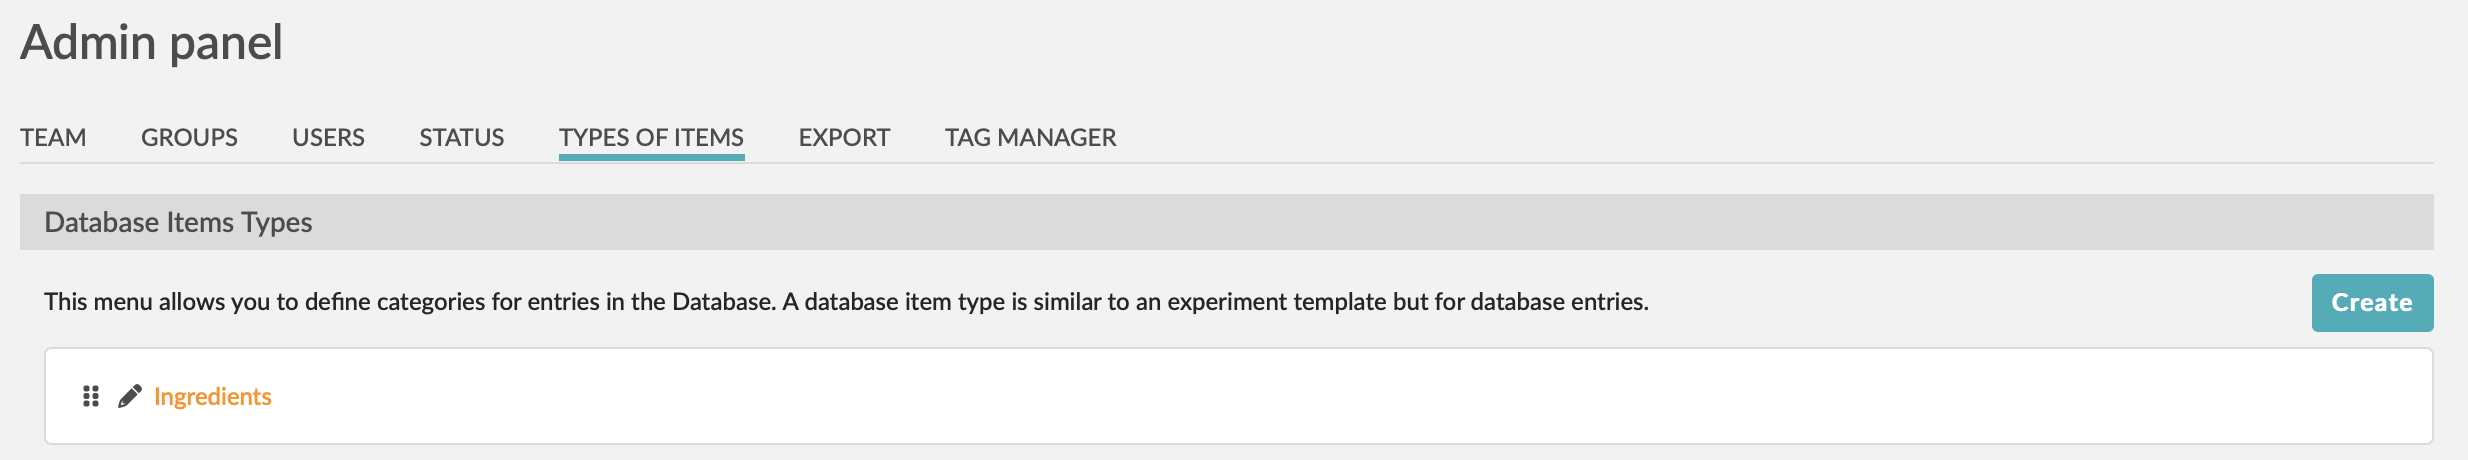 Admin panel
TEAM GROUPS USERS STATUS TYPES OF ITEMS EXPORT TAG MANAGER
Database Items Types
This menu allows you to define categories for entries in the Database. A database item type is similar to an experiment template but for database entries.
Create
Ingredients